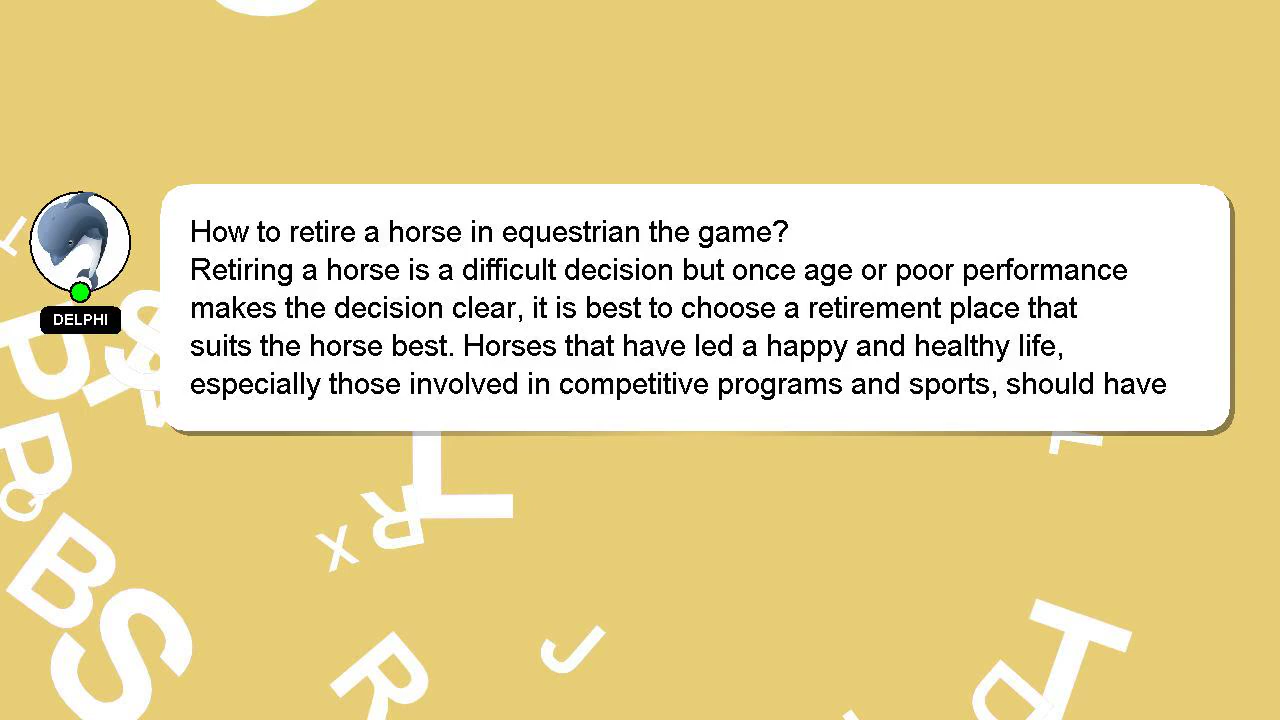 How to retire a horse in equestrian the game?
Retiring a horse is a difficult decision but once age or poor performance
makes the decision clear, it is best to choose a retirement place that
suits the horse best. Horses that have led a happy and healthy life,
especially those involved in competitive programs and sports, should have
DELPHI
T
S
P
R
Q
B
S
X
R
R
J
L
H
D